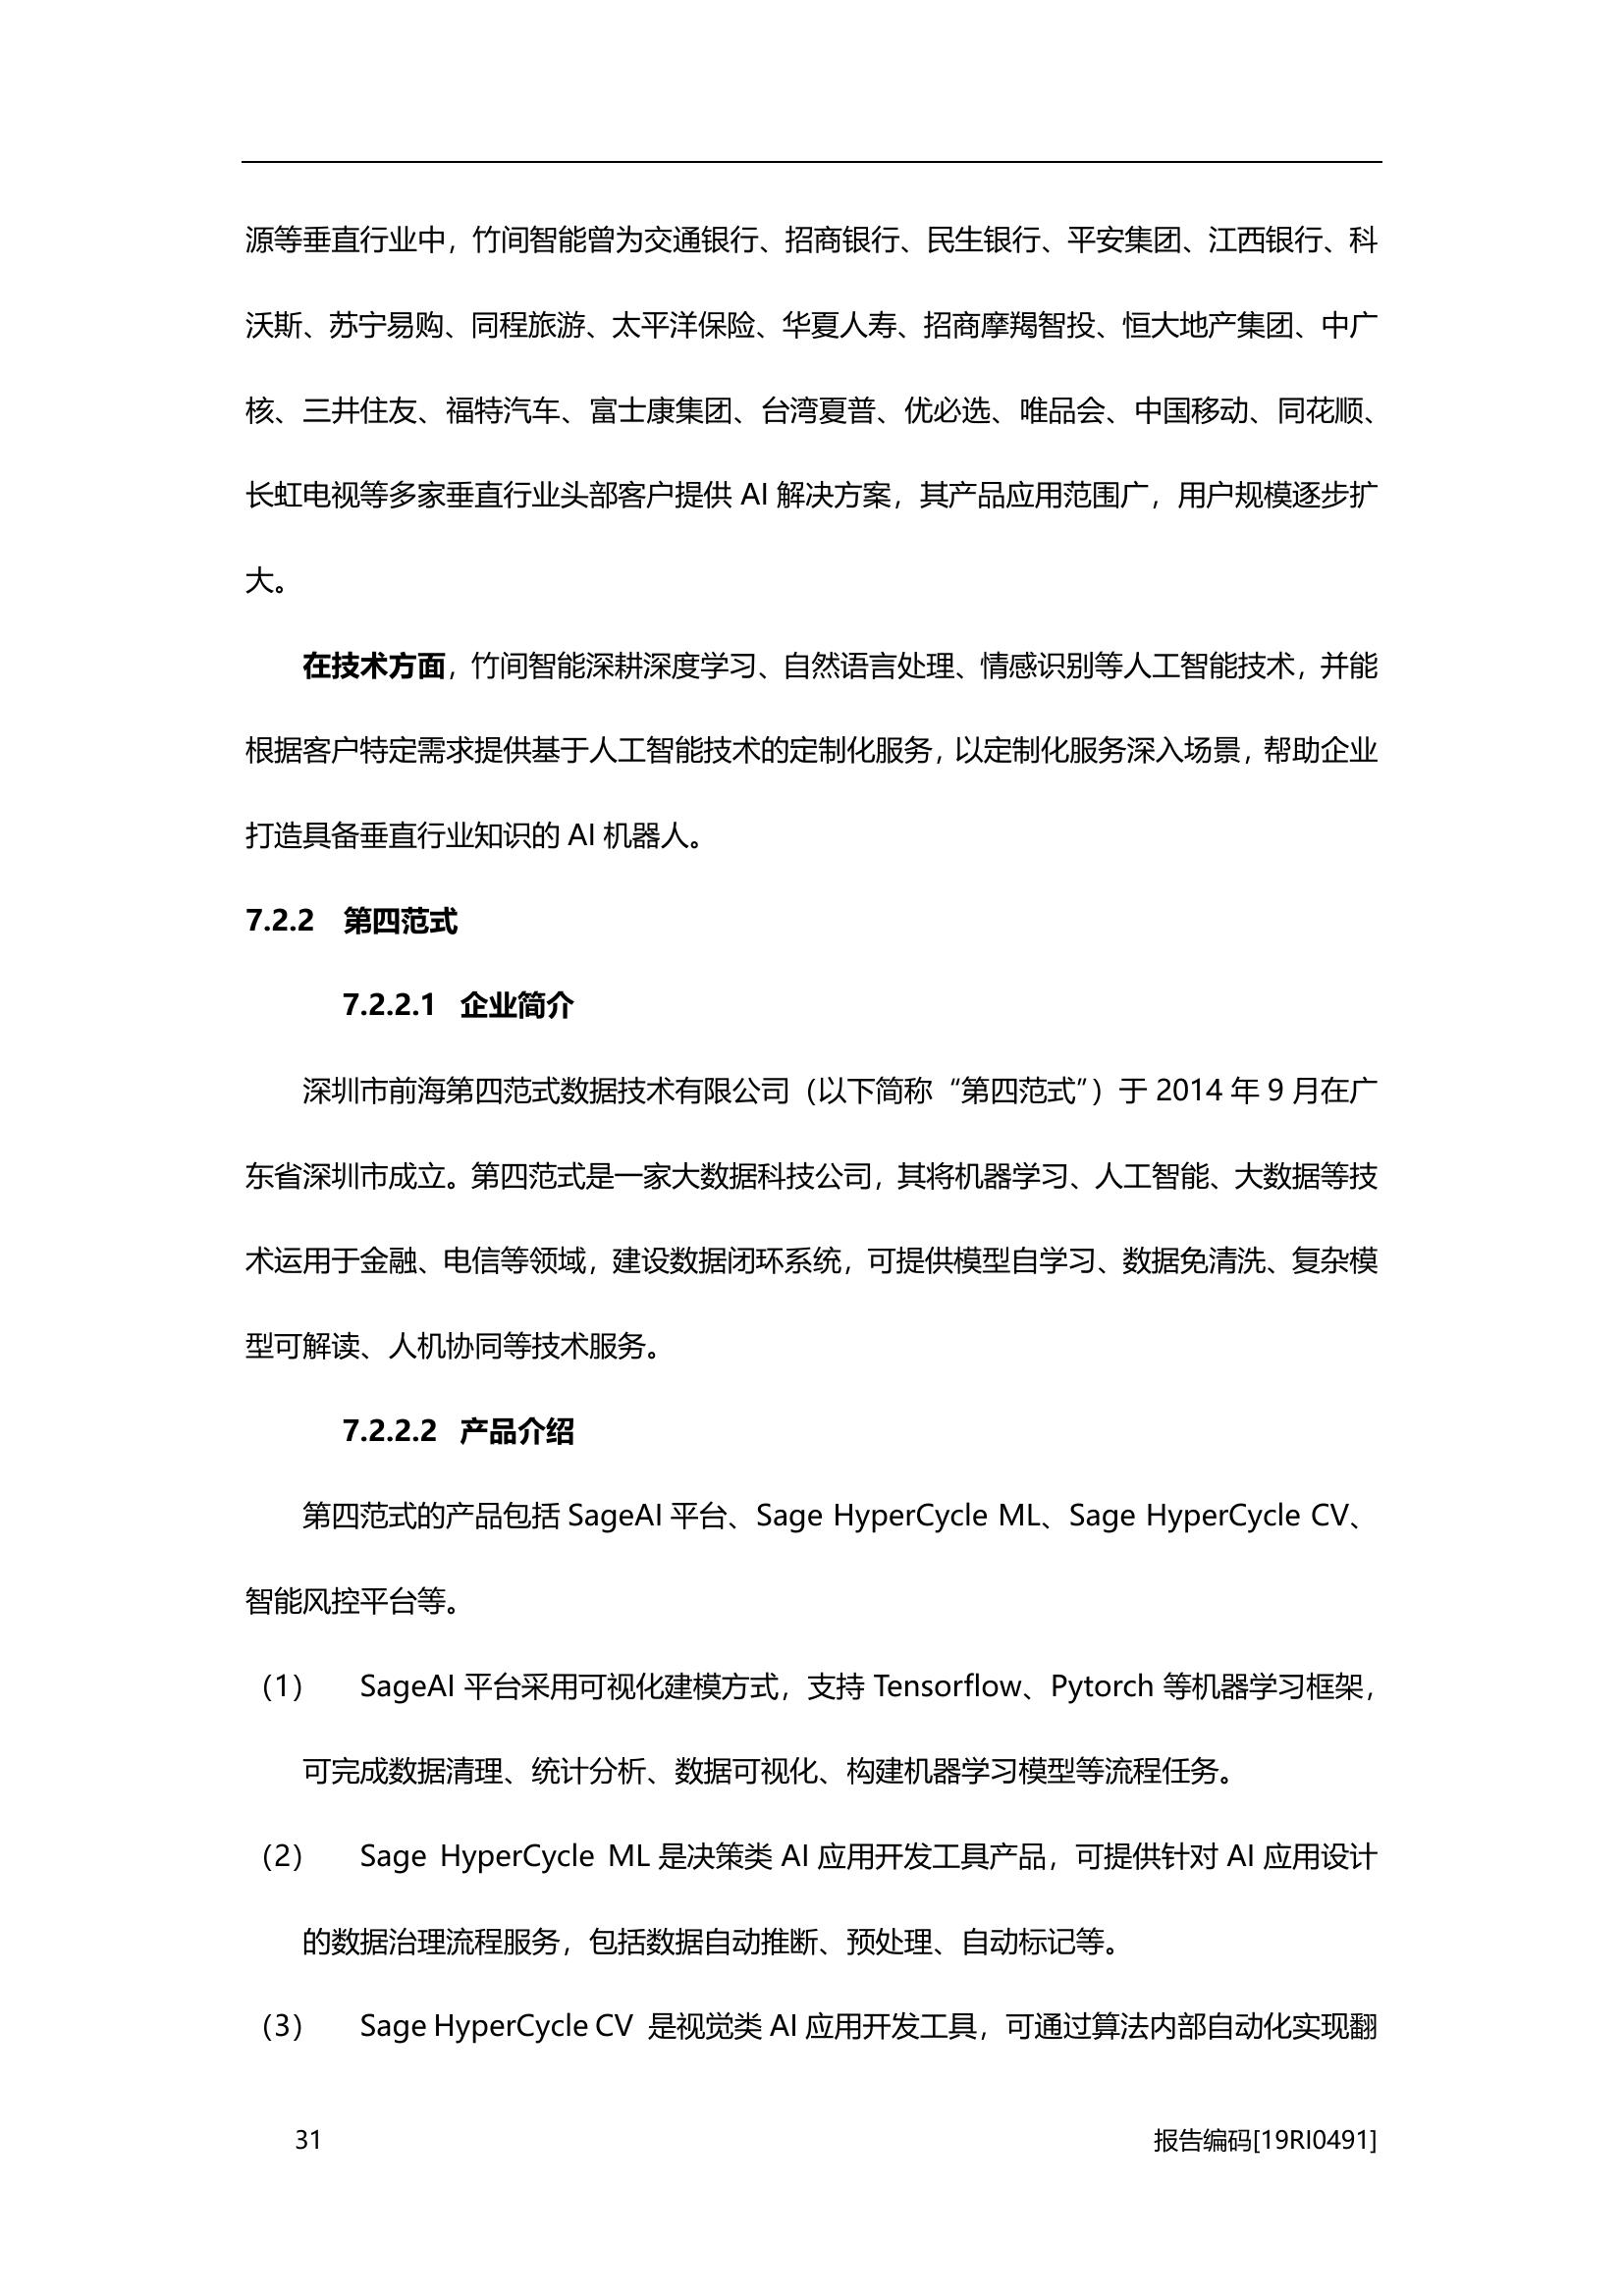 源等垂直行业中，竹间智能曾为交通银行、招商银行、民生银行、平安集团、江西银行、科
沃斯、苏宁易购、同程旅游、太平洋保险、华夏人寿、招商摩羯智投、恒大地产集团、中广
核、三井住友、福特汽车、富士康集团、台湾夏普、优必选、唯品会、中国移动、同花顺、
长虹电视等多家垂直行业头部客户提供 AI 解决方案，其产品应用范围广，用户规模逐步扩
大。
在技术方面，竹间智能深耕深度学习、自然语言处理、情感识别等人工智能技术，并能
根据客户特定需求提供基于人工智能技术的定制化服务，以定制化服务深入场景，帮助企业
打造具备垂直行业知识的 AI 机器人。
7.2.2 第四范式
7.2.2.1 企业简介
深圳市前海第四范式数据技术有限公司（以下简称“第四范式”）于 2014 年 9 月在广
东省深圳市成立。第四范式是一家大数据科技公司，其将机器学习、人工智能、大数据等技
术运用于金融、电信等领域，建设数据闭环系统，可提供模型自学习、数据免清洗、复杂模
型可解读、人机协同等技术服务。
7.2.2.2 产品介绍
第四范式的产品包括 SageAI 平台、Sage HyperCycle ML、Sage HyperCycle CV、
智能风控平台等。
（1） SageAI 平台采用可视化建模方式，支持 Tensorflow、Pytorch 等机器学习框架，
可完成数据清理、统计分析、数据可视化、构建机器学习模型等流程任务。
（2） Sage HyperCycle ML 是决策类 AI 应用开发工具产品，可提供针对 AI 应用设计
的数据治理流程服务，包括数据自动推断、预处理、自动标记等。
（3） Sage HyperCycle CV 是视觉类 AI 应用开发工具，可通过算法内部自动化实现翻
31 报告编码[19RI0491]